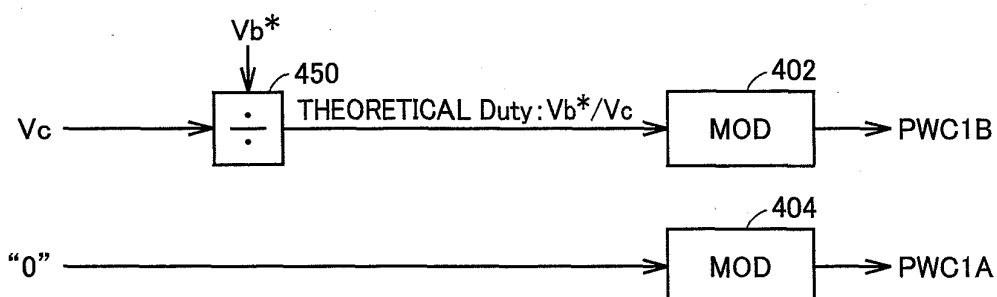 Vb*
450
402
Vc
÷
THEORETICAL Duty:Vb*/Vc
MOD
PWC1B
404
“0”
MOD
PWC1A